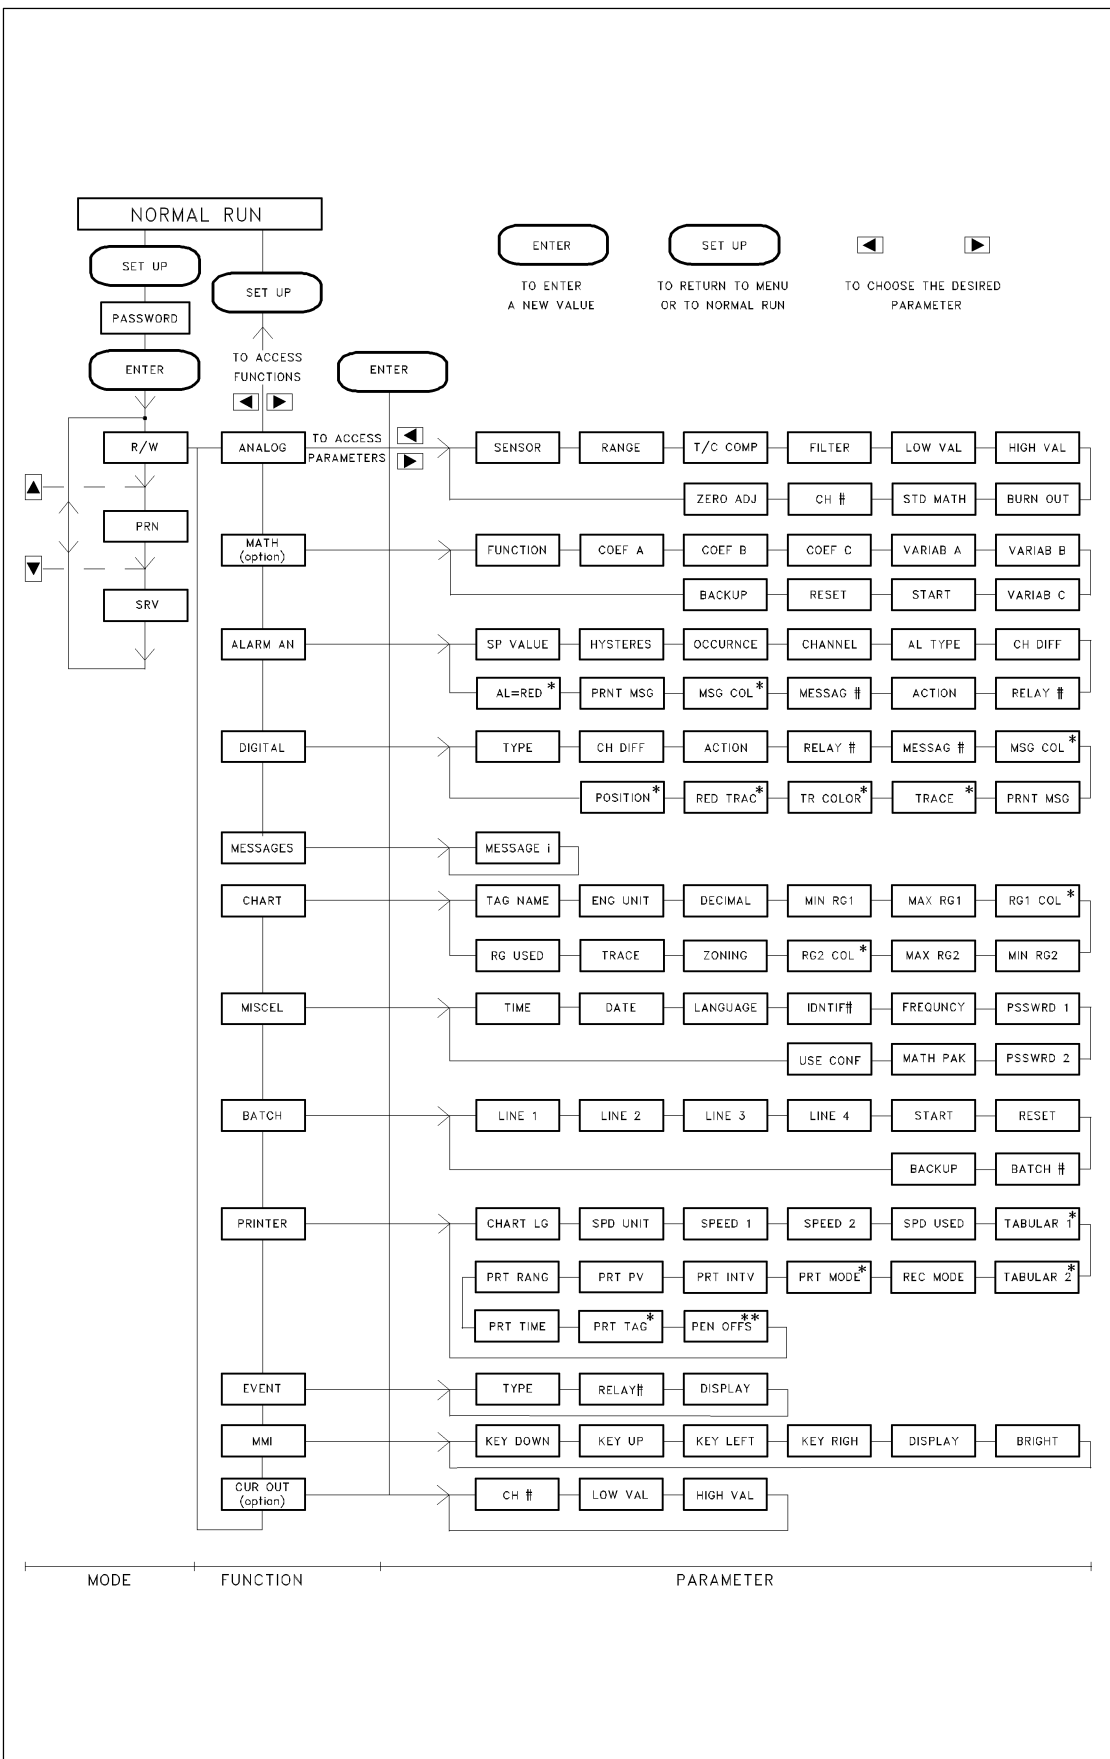 NORMAL RUN
SET UP
PASSWORD
ENTER
SET UP
TO ACCESS
FUNCTIONS
ENTER
ENTER
TO ENTER
A NEW VALUE
SET UP
TO RETURN TO MENU
OR TO NORMAL RUN
TO CHOOSE THE DESIRED
PARAMETER
R/W
PRN
SRV
ANALOG
TO ACCESS
PARAMETERS
SENSOR RANGE T/C COMP FILTER LOW VAL HIGH VAL
ZERO ADJ CH # STD MATH BURN OUT
MATH
(option)
FUNCTION COEF A COEF B COEF C VARIAB A VARIAB B
BACKUP RESET START VARIAB C
ALARM AN SP VALUE HYSTERES OCCURNCE CHANNEL AL TYPE CH DIFF
AL=RED * PRNT MSG MSG COL * MESSAG # ACTION RELAY #
DIGITAL TYPE CH DIFF ACTION RELAY # MESSAG # MSG COL *
POSITION * RED TRAC * TR COLOR * TRACE * PRNT MSG
MESSAGES MESSAGE i
CHART TAG NAME ENG UNIT DECIMAL MIN RG1 MAX RG1 RG1 COL *
RG USED TRACE ZONING RG2 COL * MAX RG2 MIN RG2
MISCEL TIME DATE LANGUAGE IDNTIF# FREQUNCY PSSWRD 1
USE CONF MATH PAK PSSWRD 2
BATCH LINE 1 LINE 2 LINE 3 LINE 4 START RESET
BACKUP BATCH #
PRINTER CHART LG SPD UNIT SPEED 1 SPEED 2 SPD USED TABULAR 1 *
PRT RANG PRT PV PRT INTV PRT MODE * REC MODE TABULAR 2 *
PRT TIME PRT TAG * PEN OFFS **
EVENT TYPE RELAY# DISPLAY
MMI KEY DOWN KEY UP KEY LEFT KEY RIGH DISPLAY BRIGHT
CUR OUT
(option)
CH # LOW VAL HIGH VAL
MODE FUNCTION PARAMETER